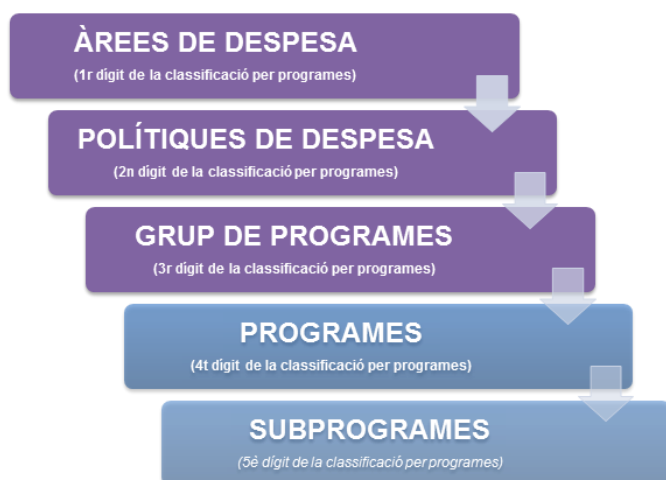 ÀREES DE DESPESA
(1r dígit de la classificació per programes)
POLÍTIQUES DE DESPESA
(2n dígit de la classificació per programes)
GRUP DE PROGRAMES
(3r dígit de la classificació per programes)
PROGRAMES
(4t dígit de la classificació per programes)
SUBPROGRAMES
(5è dígit de la classificació per programes)